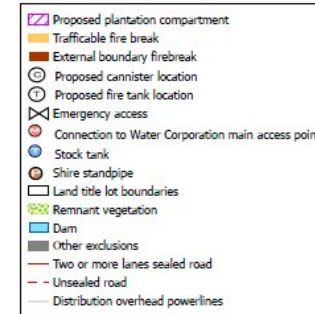 Proposed plantation compartment
Trafficable fire break
External boundary firebreak
C Proposed cannister location
T Proposed fire tank location
Emergency access
Connection to Water Corporation main access poin
Stock tank
Shire standpipe
Land title lot boundaries
Remnant vegetation
Dam
Other exclusions
Two or more lanes sealed road
Unsealed road
Distribution overhead powerlines